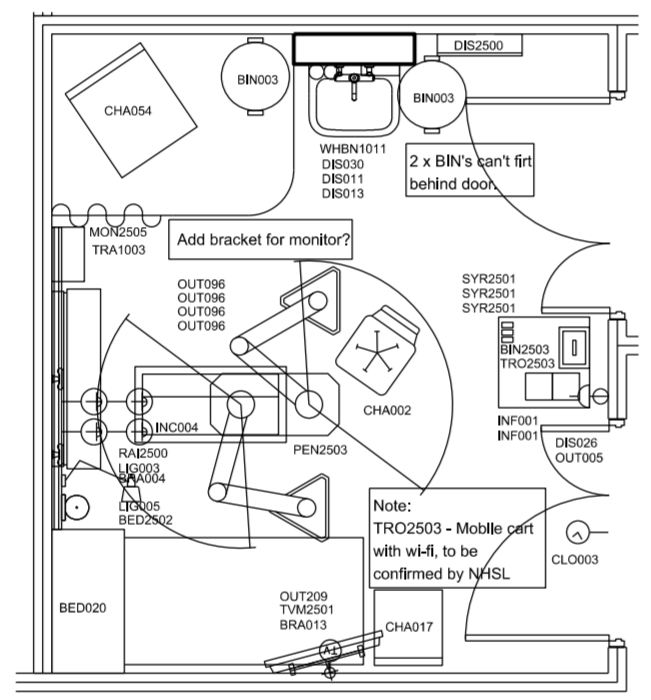 DIS2500
BIN003
BIN003
CHA054
WHBN1011
DIS030
DIS011
DIS013
2 x BIN's can't firt
behind door.
MON2505
TRA1003
Add bracket for monitor?
OUT096
OUT096
OUT096
OUT096
SYR2501
SYR2501
SYR2501
BIN2503
TRO2503
CHA002
INC004
INF001
INF001
PEN2503
DIS026
OUT005
RAI2500
LIG003
BRA004
LIG005
BED2502
Note:
TRO2503 - Mobile cart
with wi-fi, to be
confirmed by NHSL
CLO003
BED020
OUT209
TVM2501
BRA013
CHA017